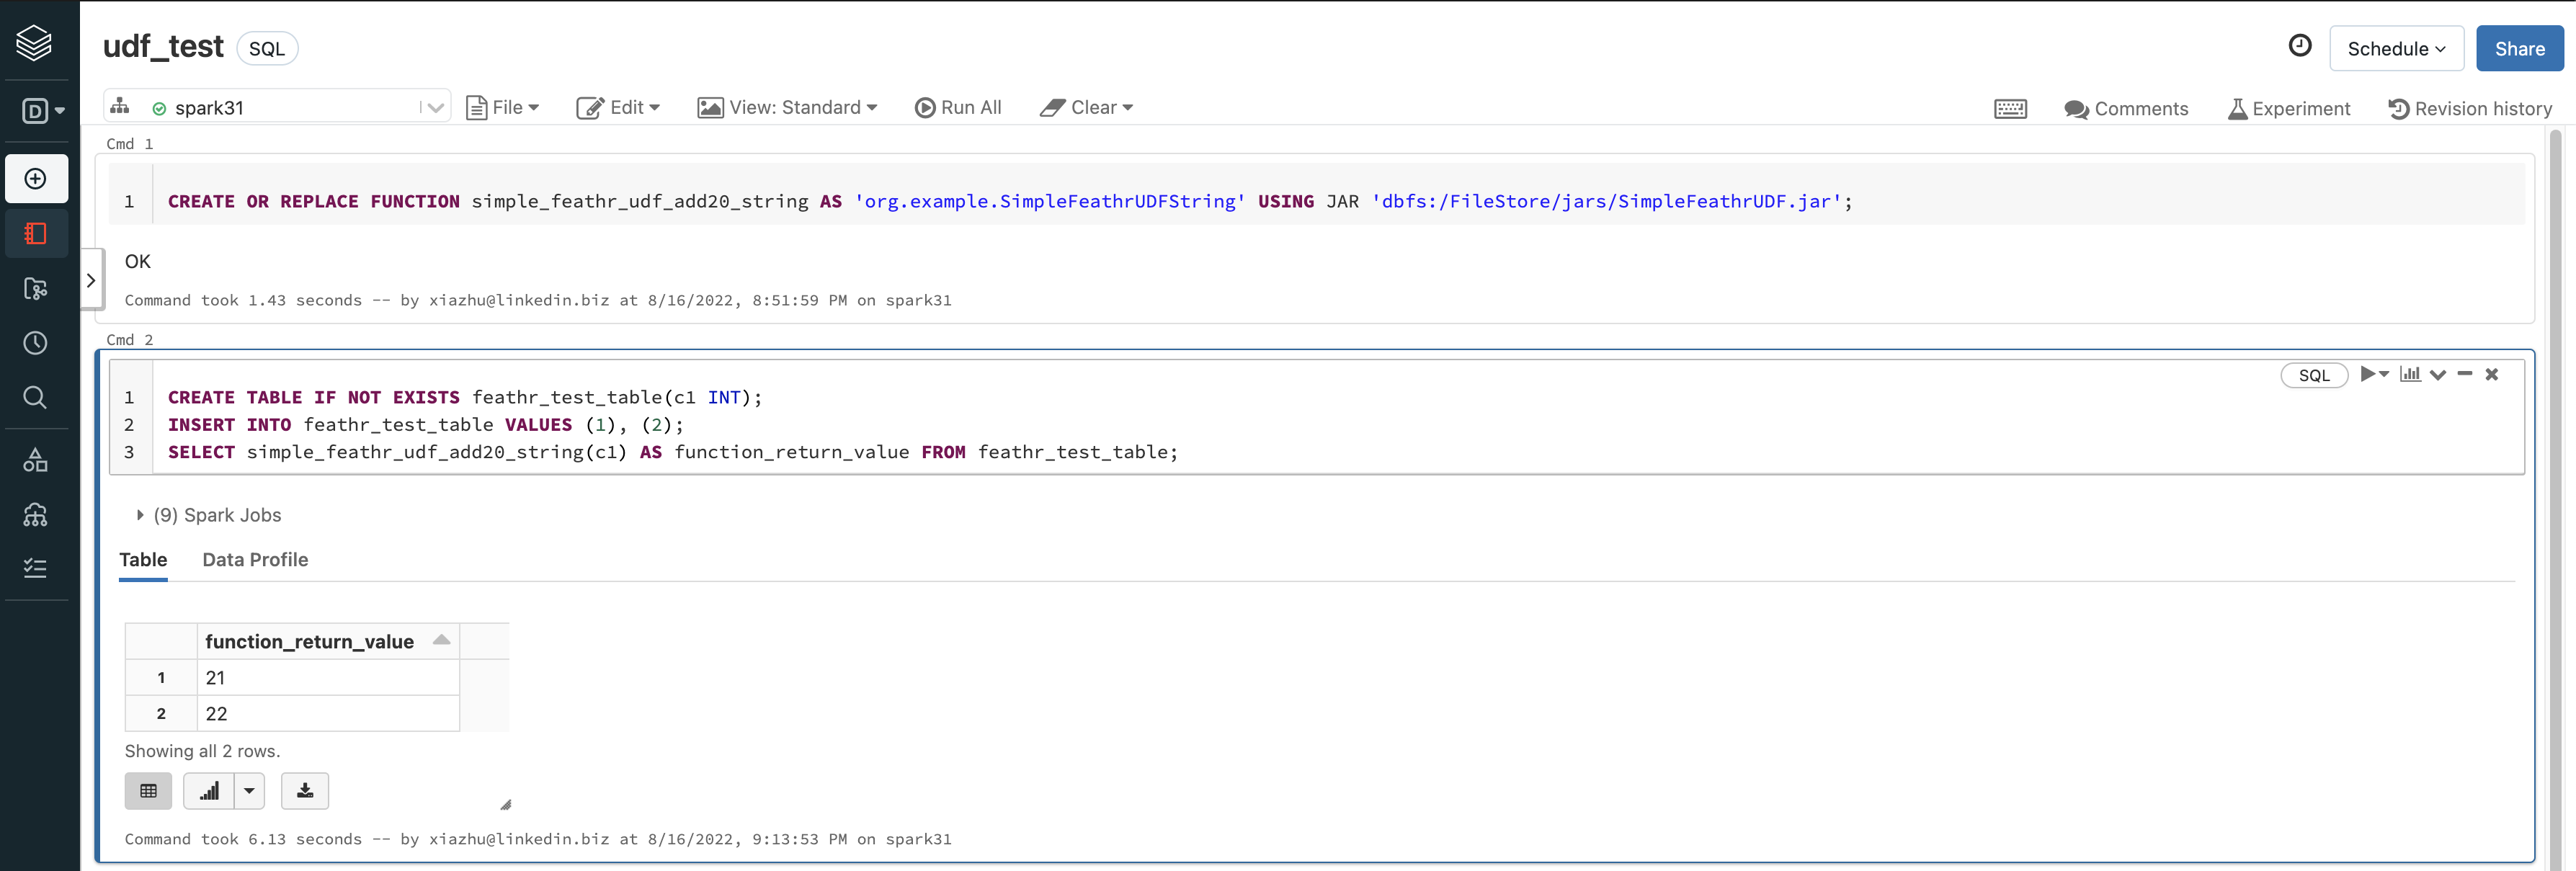 udf_test SQL
Schedule Share
D
spark31 File Edit View: Standard Run All Clear Comments Experiment Revision history
Cmd 1
1 CREATE OR REPLACE FUNCTION simple_feathr_udf_add20_string AS 'org.example.SimpleFeathrUDFString' USING JAR 'dbfs:/FileStore/jars/SimpleFeathrUDF.jar';
OK
Command took 1.43 seconds -- by xiazhu@linkedin.biz at 8/16/2022, 8:51:59 PM on spark31
Cmd 2
SQL
1 CREATE TABLE IF NOT EXISTS feathr_test_table(c1 INT);
2 INSERT INTO feathr_test_table VALUES (1), (2);
3 SELECT simple_feathr_udf_add20_string(c1) AS function_return_value FROM feathr_test_table;
(9) Spark Jobs
Table Data Profile
function_return_value
1 21
2 22
Showing all 2 rows.
Command took 6.13 seconds -- by xiazhu@linkedin.biz at 8/16/2022, 9:13:53 PM on spark31